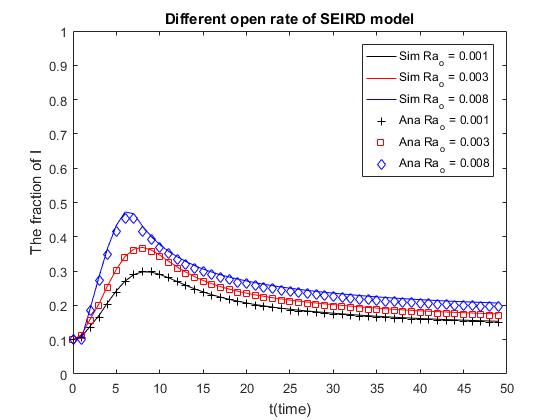 Different open rate of SEIRD model
1
0.9
0.8
0.7
0.6
0.5
0.4
0.3
0.2
0.1
0
The fraction of I
Sim Ra_o = 0.001
Sim Ra_o = 0.003
Sim Ra_o = 0.008
Ana Ra_o = 0.001
Ana Ra_o = 0.003
Ana Ra_o = 0.008
0 5 10 15 20 25 30 35 40 45 50
t(time)